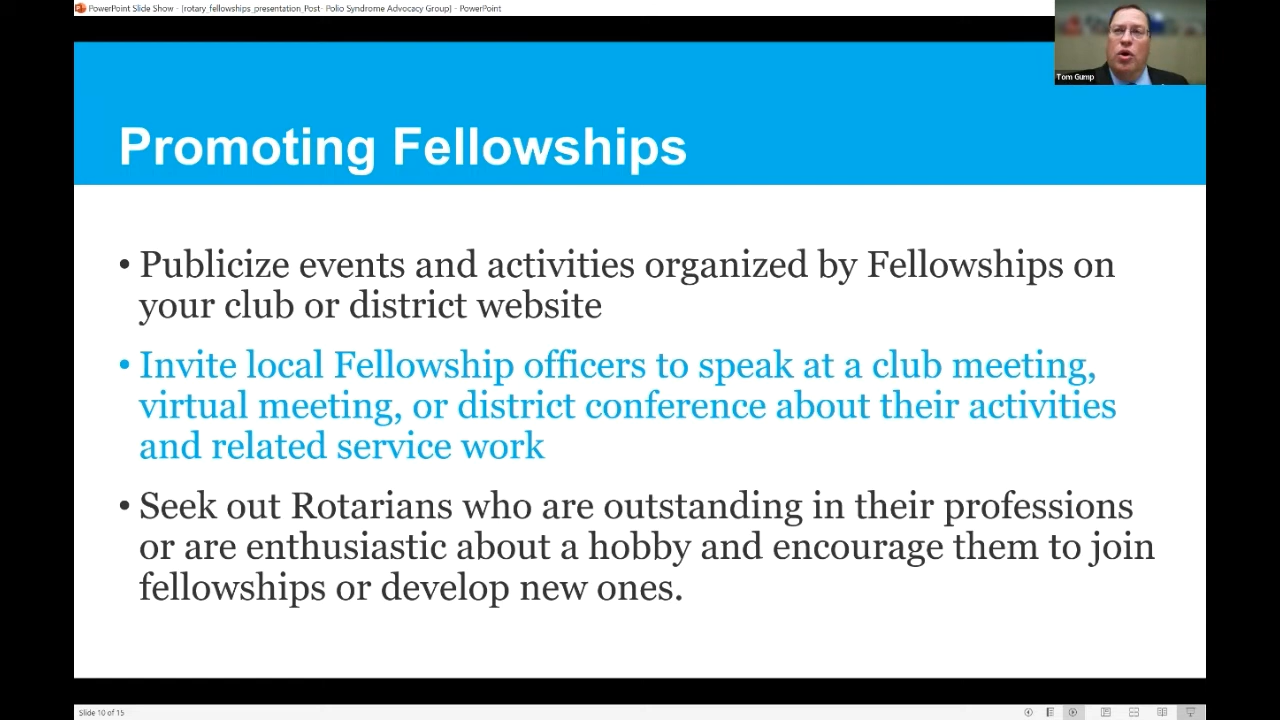 PowerPoint Slide Show - (rotary_fellowships_presentation_Post- Polio Syndrome Advocacy Group) - PowerPoint
Tom Gump
Promoting Fellowships
• Publicize events and activities organized by Fellowships on
your club or district website
• Invite local Fellowship officers to speak at a club meeting,
virtual meeting, or district conference about their activities
and related service work
• Seek out Rotarians who are outstanding in their professions
or are enthusiastic about a hobby and encourage them to join
fellowships or develop new ones.
Slide 10 of 15